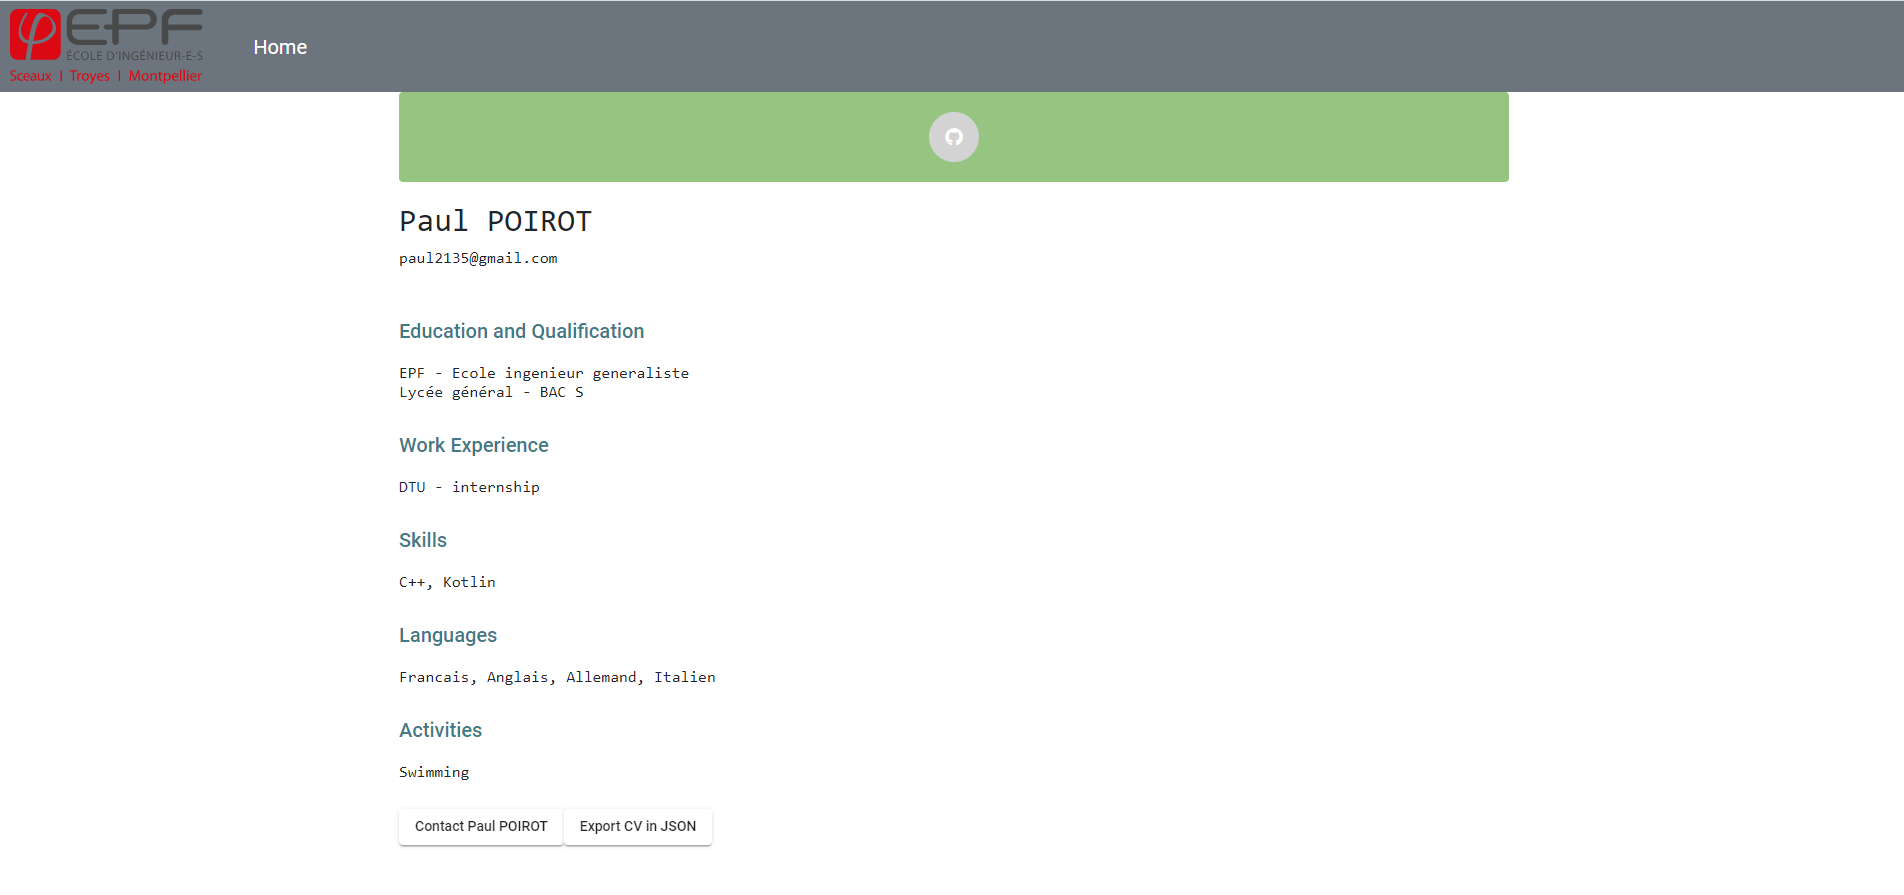 EPF
ÉCOLE D'INGÉNIEUR-E-S
Sceaux | Troyes | Montpellier
Home
Paul POIROT
paul2135@gmail.com
Education and Qualification
EPF - Ecole ingenieur generaliste
Lycée général - BAC S
Work Experience
DTU - internship
Skills
C++, Kotlin
Languages
Francais, Anglais, Allemand, Italien
Activities
Swimming
Contact Paul POIROT
Export CV in JSON